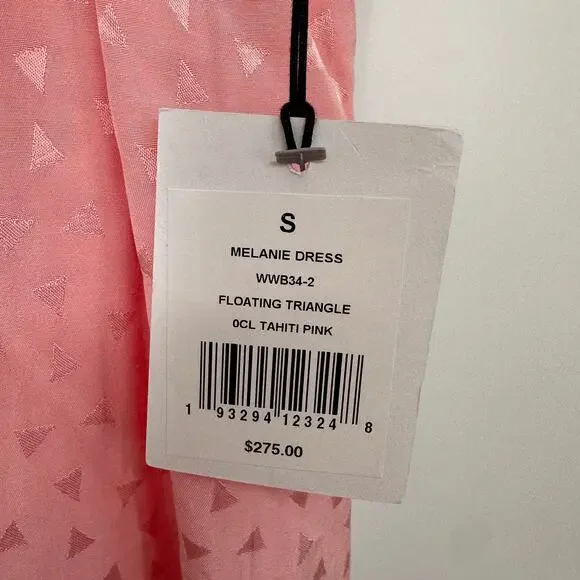 S
MELANIE DRESS
WWB34-2
FLOATING TRIANGLE
0CL TAHITI PINK
1 93294 12324 8
$275.00